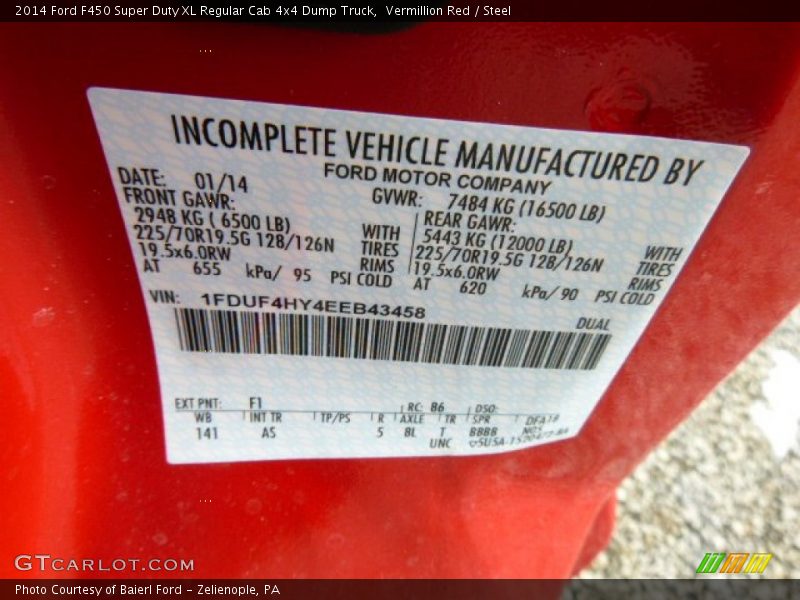 2014 Ford F450 Super Duty XL Regular Cab 4x4 Dump Truck,  Vermillion Red / Steel
...
INCOMPLETE VEHICLE MANUFACTURED BY
FORD MOTOR COMPANY
DATE: 01/14 GVWR: 7484 KG (16500 LB)
FRONT GAWR: REAR GAWR:
2948 KG ( 6500 LB) WITH 5443 KG (12000 LB) WITH
225/70R19.5G 128/126N TIRES 225/70R19.5G 128/126N TIRES
19.5x6.0RW RIMS 19.5x6.0RW RIMS
AT 655 kPa/ 95 PSI COLD AT 620 kPa/ 90 PSI COLD
VIN: 1FDUF4HY4EEB43458
DUAL
EXT PNT: F1 RC: 86 DSO:
WB INT TR TP/PS R AXLE TR SPR
141 AS 5 8L T BBBB
UNC
...
GTCARLOT.COM
Photo Courtesy of Baierl Ford - Zelienople, PA